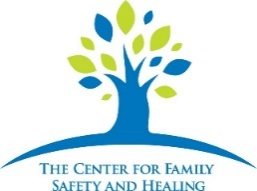 THE CENTER FOR FAMILY
SAFETY AND HEALING